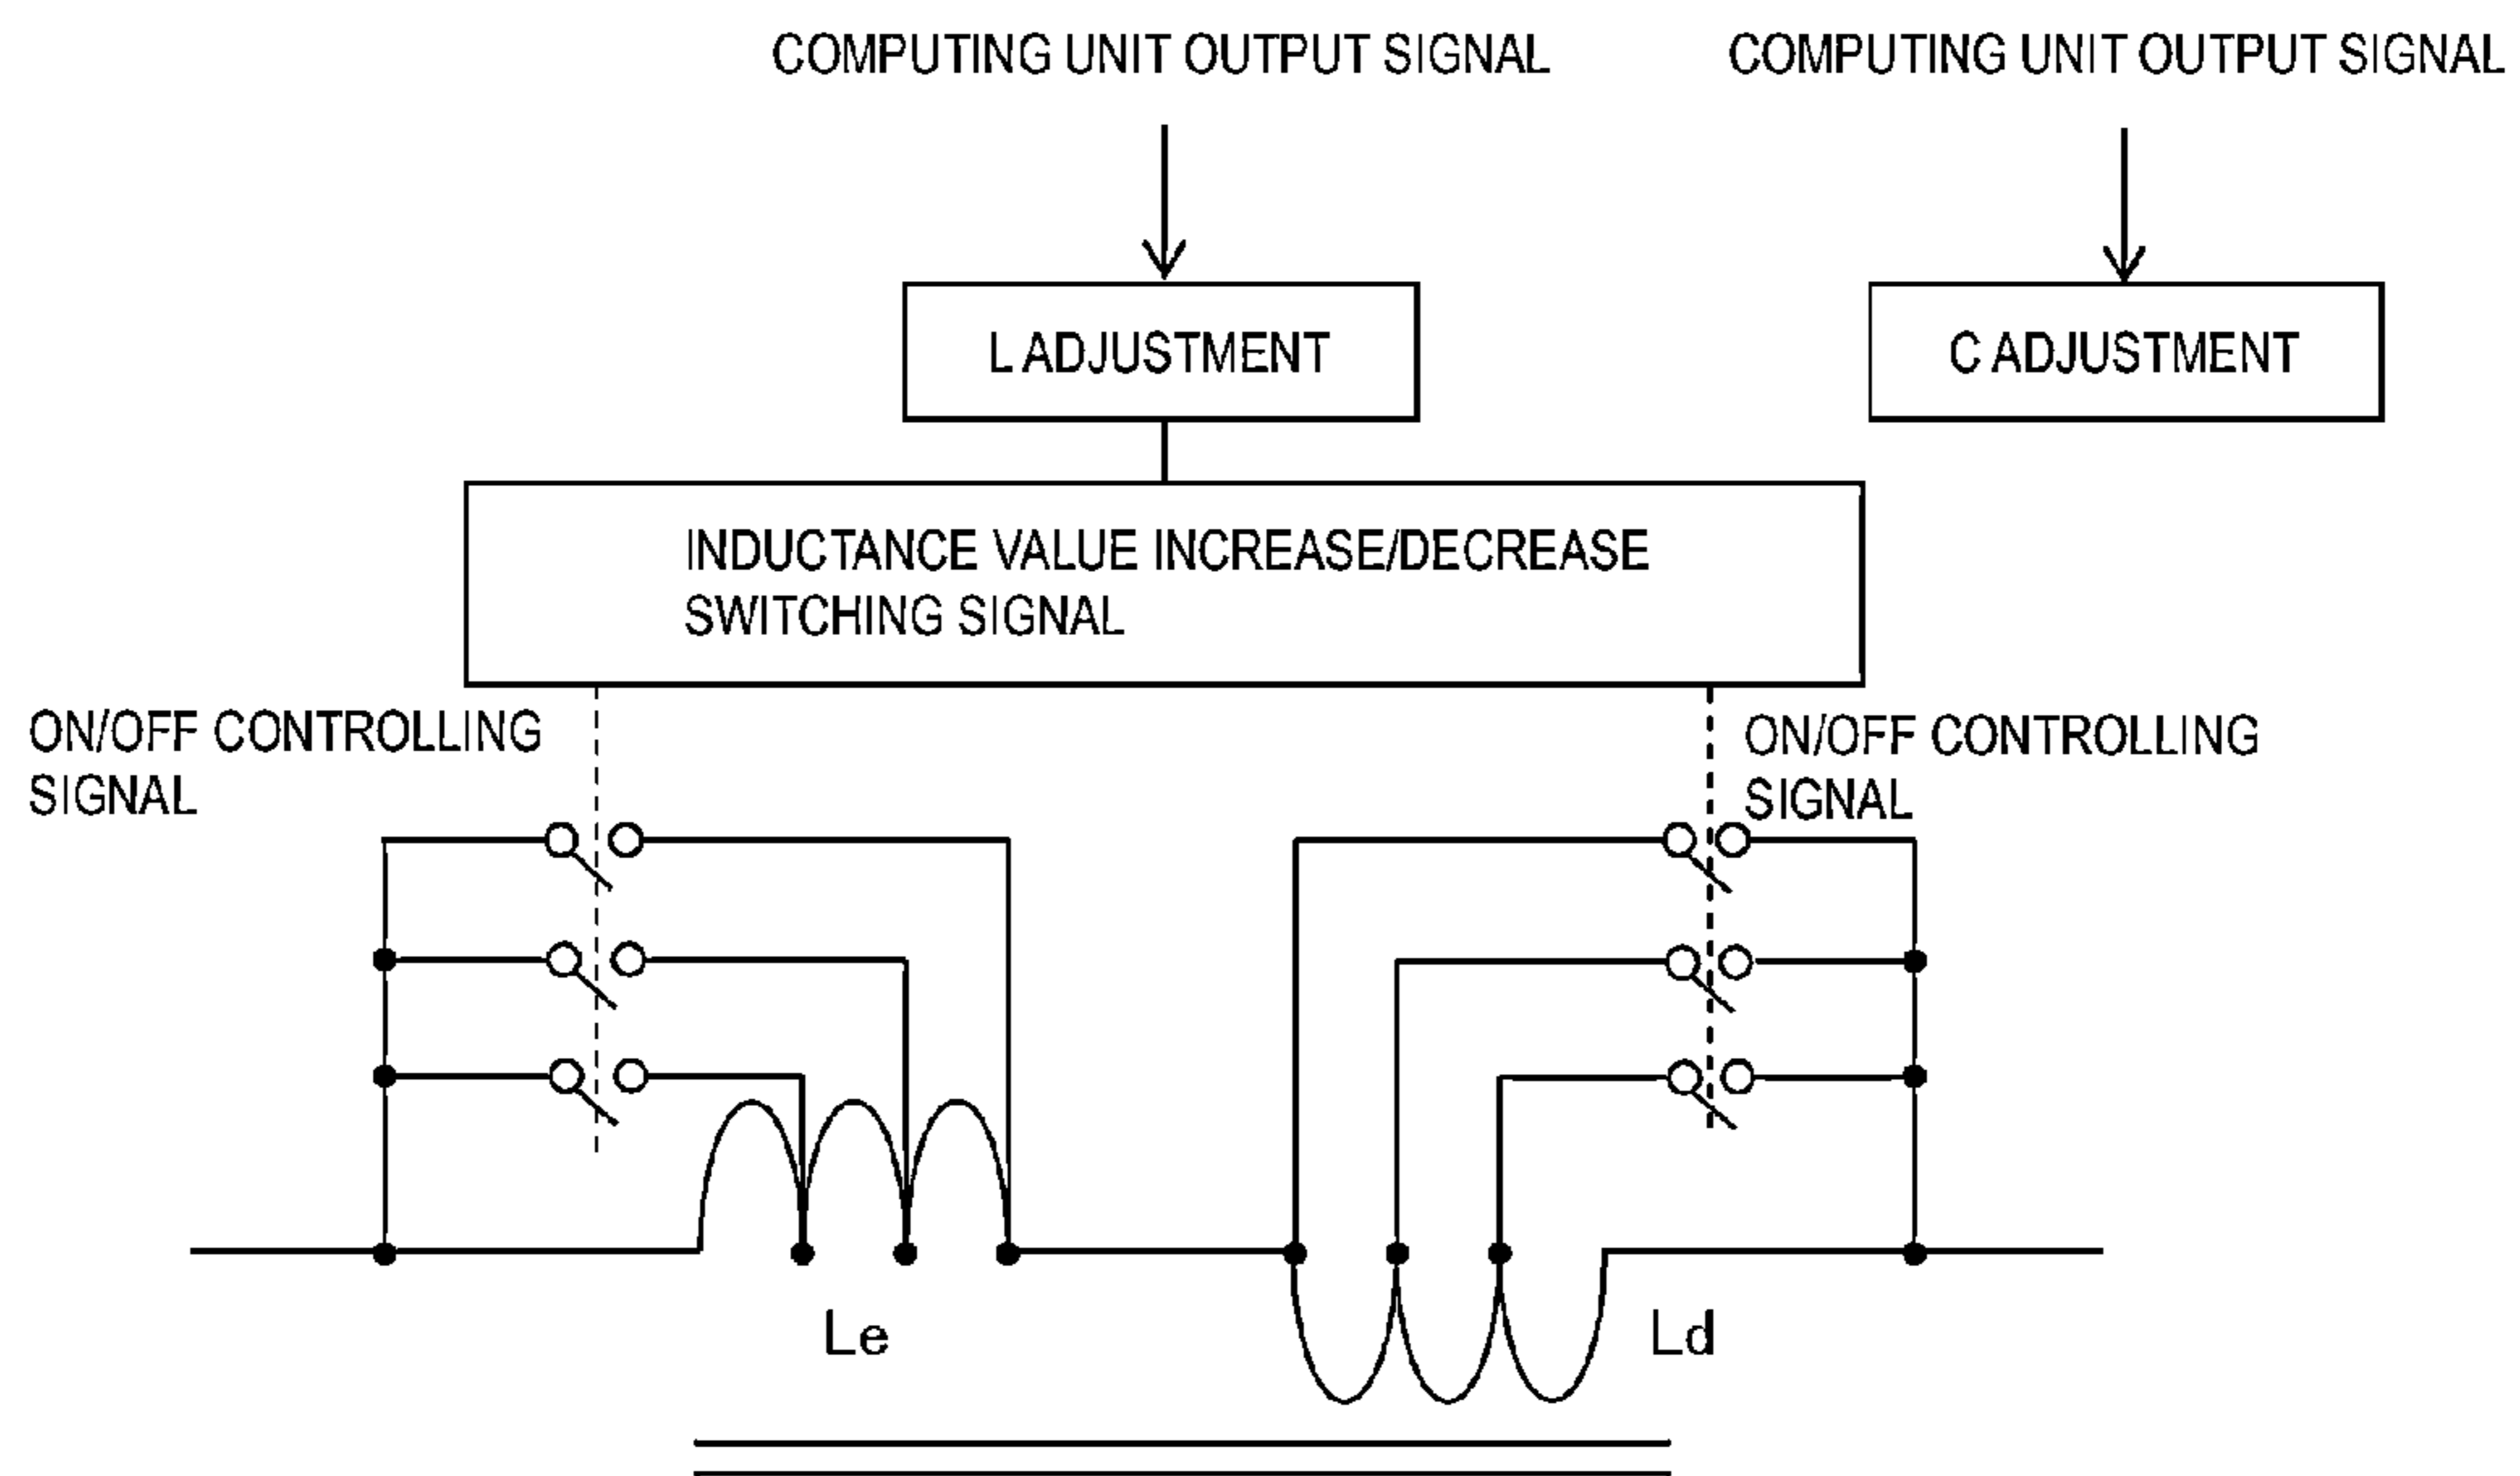 COMPUTING UNIT OUTPUT SIGNAL
COMPUTING UNIT OUTPUT SIGNAL
L ADJUSTMENT
C ADJUSTMENT
INDUCTANCE VALUE INCREASE/DECREASE
SWITCHING SIGNAL
ON/OFF CONTROLLING
SIGNAL
ON/OFF CONTROLLING
SIGNAL
Le
Ld